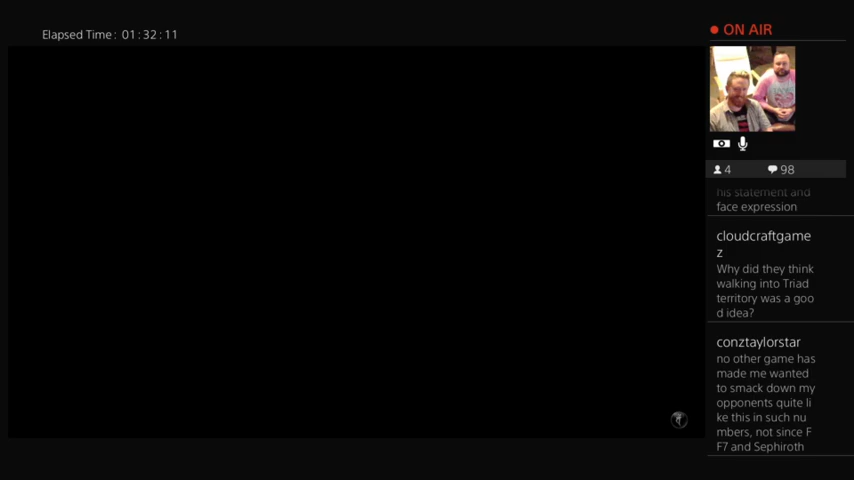 Elapsed Time: 01:32:11
ON AIR
4 98
his statement and
face expression
cloudcraftgame
z
Why did they think
walking into Triad
territory was a goo
d idea?
conztaylorstar
no other game has
made me wanted
to smack down my
opponents quite li
ke this in such nu
mbers, not since F
F7 and Sephiroth